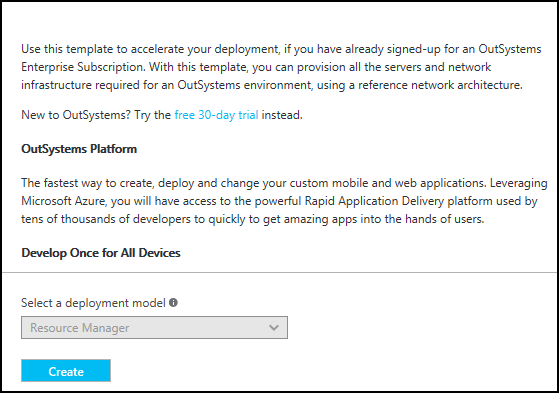 Use this template to accelerate your deployment, if you have already signed-up for an OutSystems
Enterprise Subscription. With this template, you can provision all the servers and network
infrastructure required for an OutSystems environment, using a reference network architecture.
New to OutSystems? Try the free 30-day trial instead.
OutSystems Platform
The fastest way to create, deploy and change your custom mobile and web applications. Leveraging
Microsoft Azure, you will have access to the powerful Rapid Application Delivery platform used by
tens of thousands of developers to quickly to get amazing apps into the hands of users.
Develop Once for All Devices
Select a deployment model
Resource Manager
Create